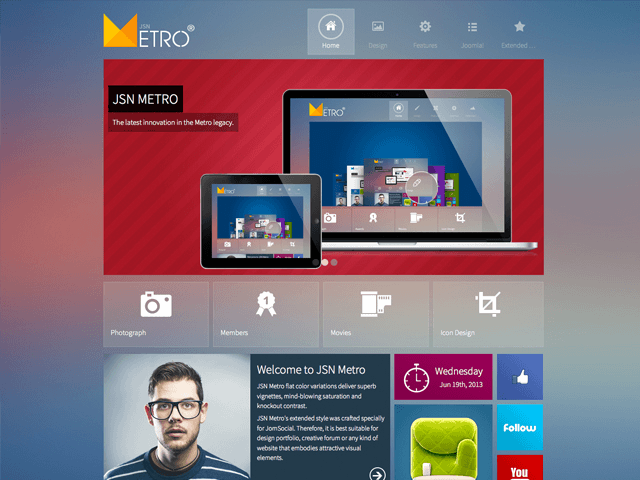 JSN
METRO®
Home
Design
Features
Joomla!
Extended ...
JSN METRO
The latest innovation in the Metro legacy.
METRO®
Photograph
Members
Movies
Icon Design
1
Welcome to JSN Metro
JSN Metro flat color variations deliver superb
vignettes, mind-blowing saturation and
knockout contrast.
JSN Metro's extended style was crafted specially
for JomSocial. Therefore, it is best suitable for
design portfolio, creative forum or any kind of
website that embodies attractive visual
elements.
Wednesday
Jun 19th, 2013
Follow
You